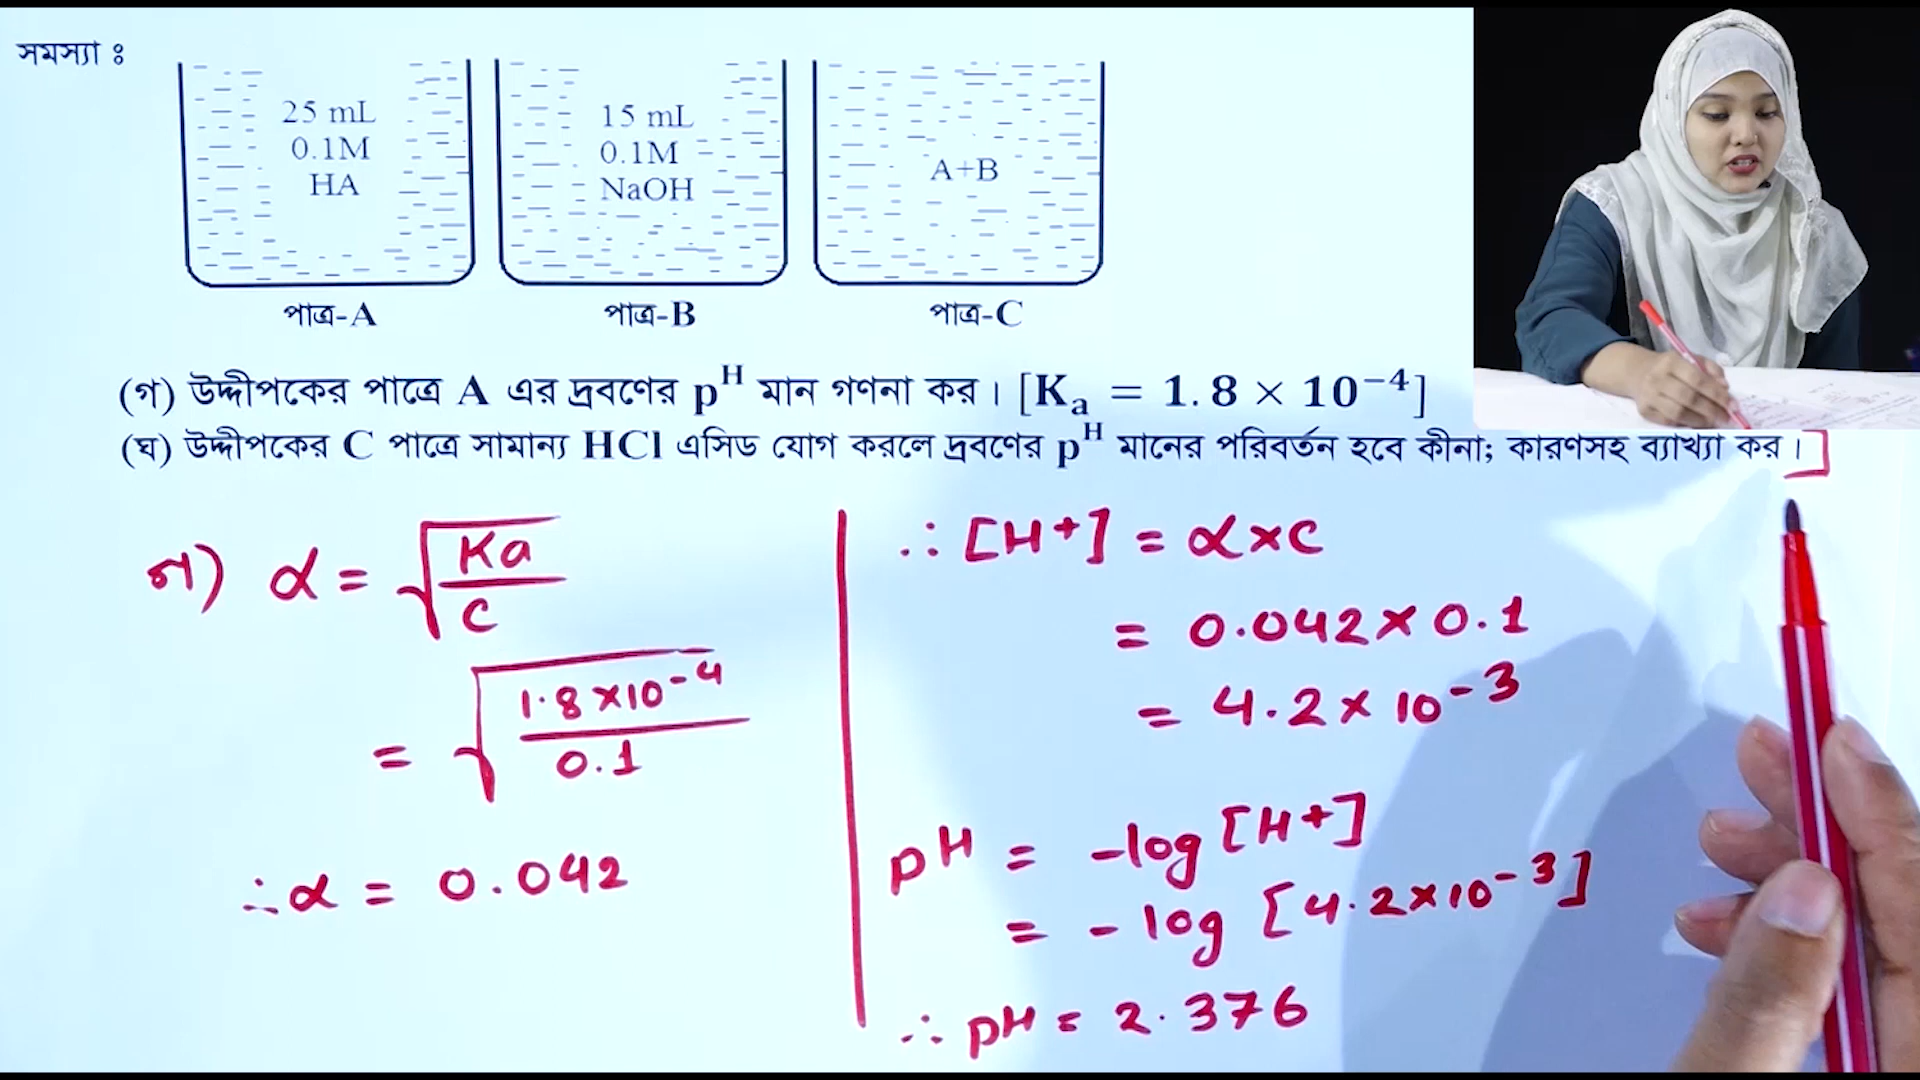 সমস্যা ঃ
25 mL
0.1M
HA
15 mL
0.1M
NaOH
A+B
পাত্র-A
পাত্র-B
পাত্র-C
(গ) উদ্দীপকের পাত্রে A এর দ্রবণের p^H মান গণনা কর। [K_a = 1.8 × 10^-4]
(ঘ) উদ্দীপকের C পাত্রে সামান্য HCl এসিড যোগ করলে দ্রবণের p^H মানের পরিবর্তন হবে কীনা; কারণসহ ব্যাখ্যা কর।]
গ) α = √(Ka/C)
= √(1.8×10^-4/0.1)
∴ α = 0.042
∴ [H+] = α×C
= 0.042×0.1
= 4.2×10^-3
pH = -log [H+]
= -log [4.2×10^-3]
∴ pH = 2.376